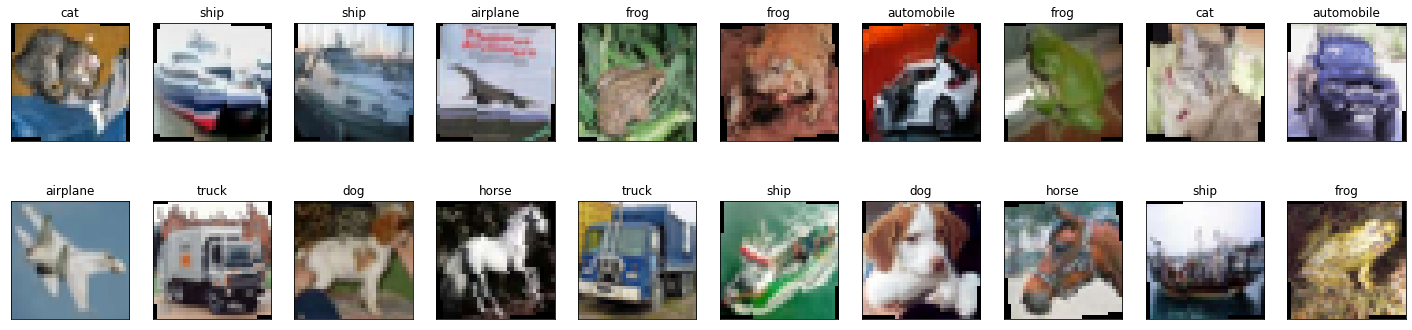 cat ship ship airplane frog frog automobile frog cat automobile
airplane truck dog horse truck ship dog horse ship frog